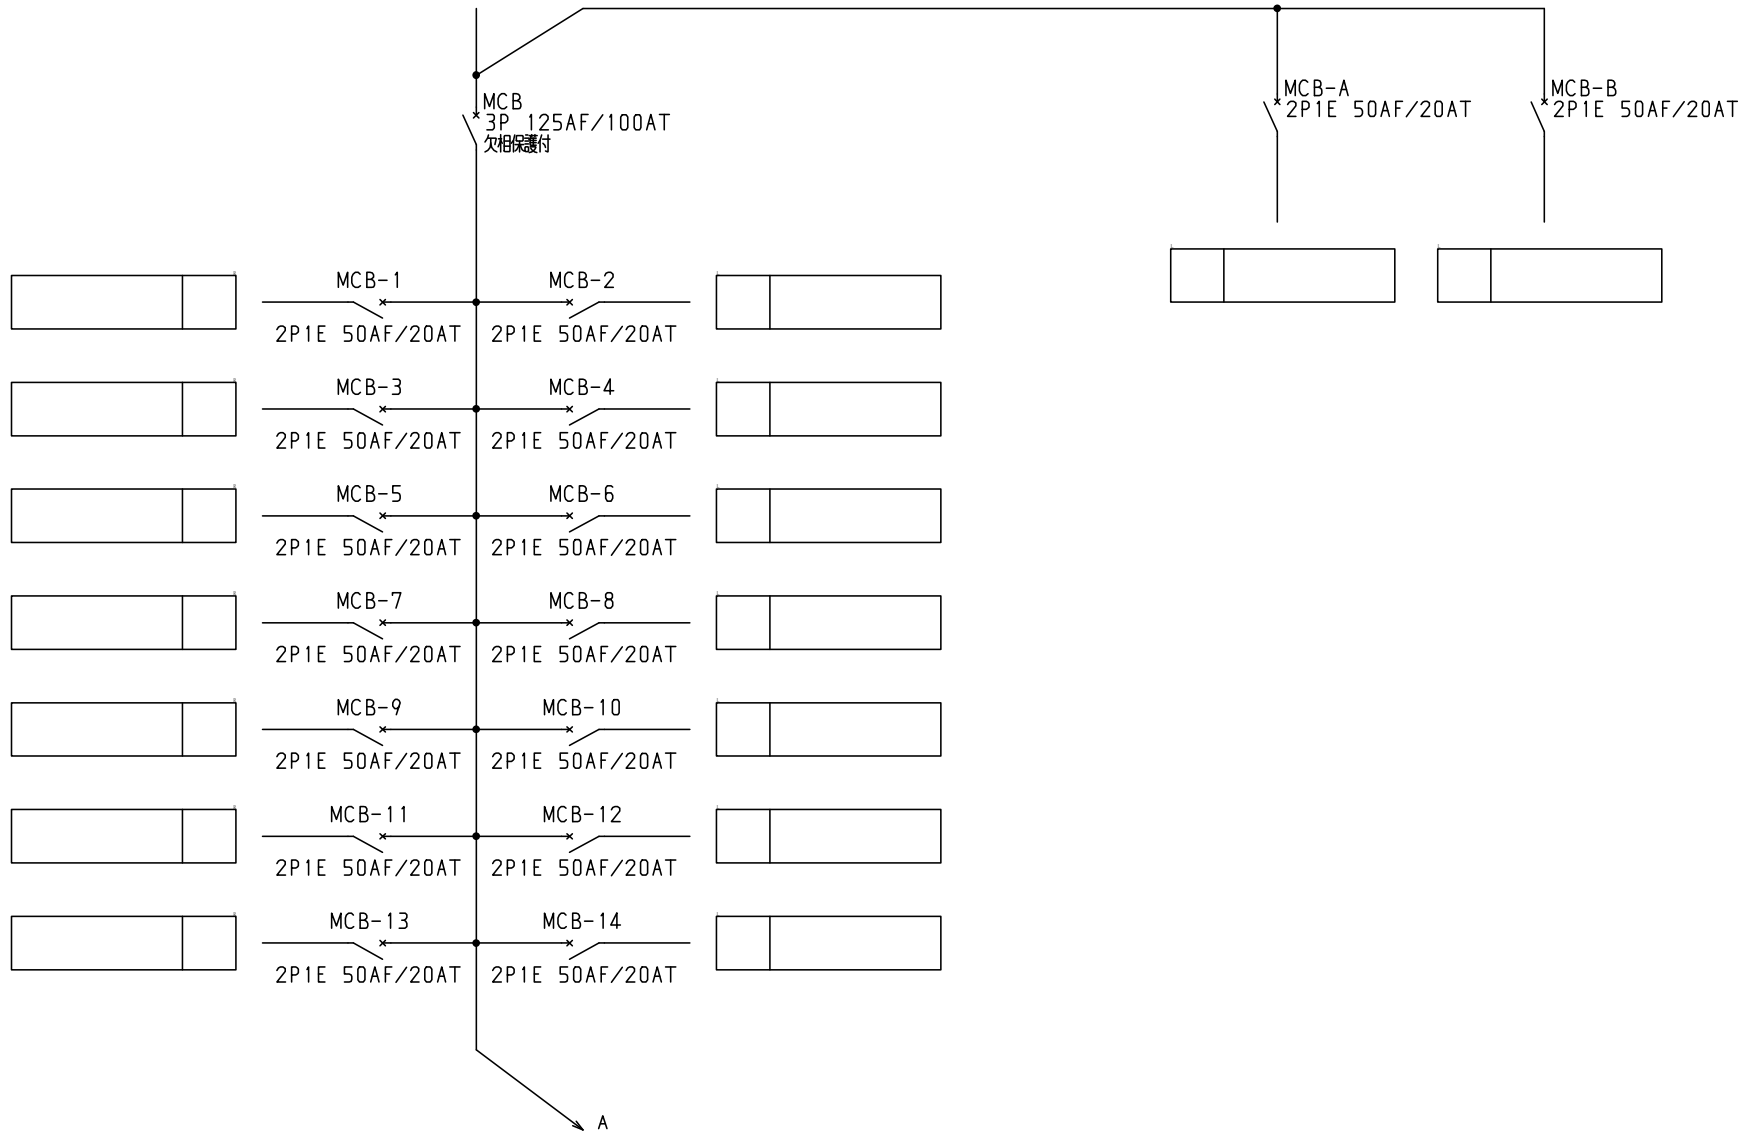 MCB
3P 125AF/100AT
欠相保護付
MCB-A
2P1E 50AF/20AT
MCB-B
2P1E 50AF/20AT
MCB-1
2P1E 50AF/20AT
MCB-2
2P1E 50AF/20AT
MCB-3
2P1E 50AF/20AT
MCB-4
2P1E 50AF/20AT
MCB-5
2P1E 50AF/20AT
MCB-6
2P1E 50AF/20AT
MCB-7
2P1E 50AF/20AT
MCB-8
2P1E 50AF/20AT
MCB-9
2P1E 50AF/20AT
MCB-10
2P1E 50AF/20AT
MCB-11
2P1E 50AF/20AT
MCB-12
2P1E 50AF/20AT
MCB-13
2P1E 50AF/20AT
MCB-14
2P1E 50AF/20AT
A